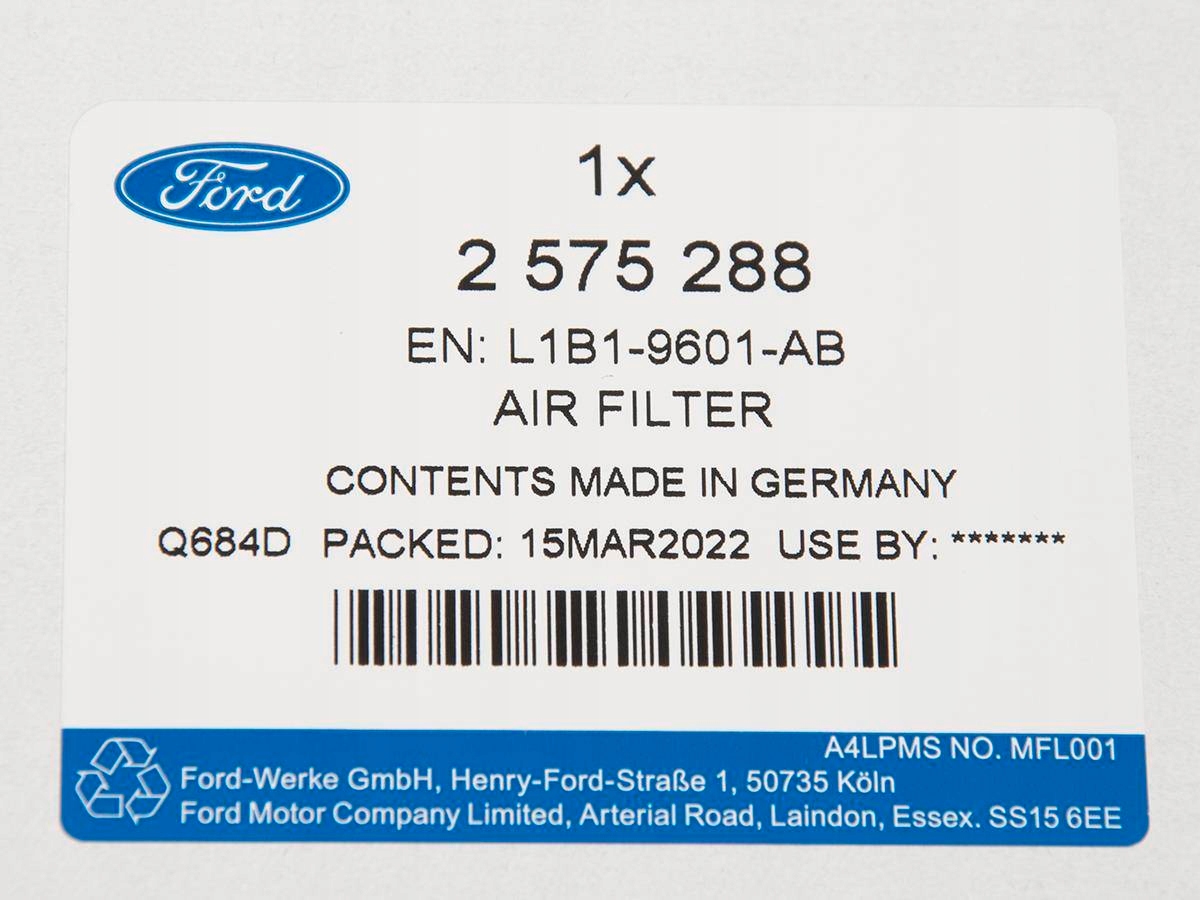 Ford
1x
2 575 288
EN: L1B1-9601-AB
AIR FILTER
CONTENTS MADE IN GERMANY
Q684D PACKED: 15MAR2022 USE BY: *******
A4LPMS NO. MFL001
Ford-Werke GmbH, Henry-Ford-Straße 1, 50735 Köln
Ford Motor Company Limited, Arterial Road, Laindon, Essex. SS15 6EE